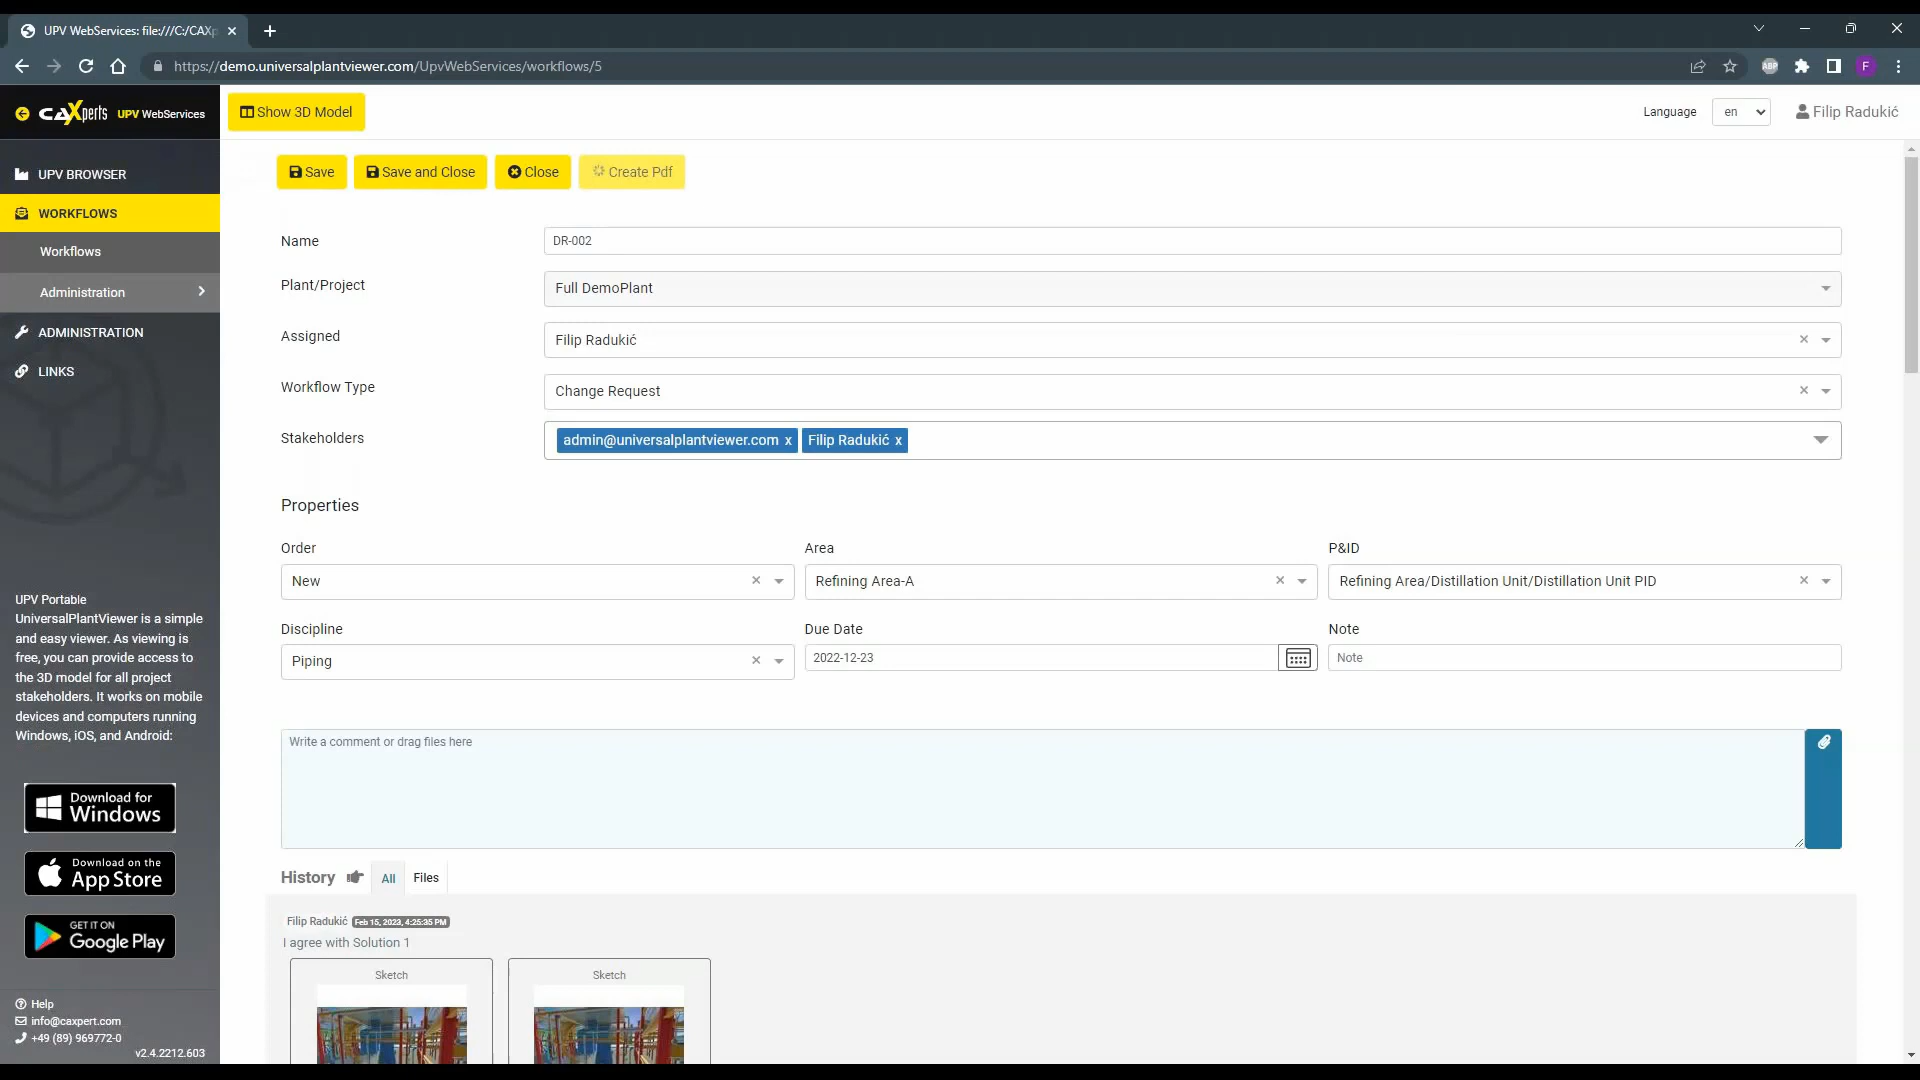 UPV WebServices: file:///C:/CAXp
https://demo.universalplantviewer.com/UpvWebServices/workflows/5
ABP
F
CAXperts UPV WebServices
Show 3D Model
Language
en
Filip Radukić
UPV BROWSER
WORKFLOWS
Workflows
Administration
ADMINISTRATION
LINKS
UPV Portable
UniversalPlantViewer is a simple
and easy viewer. As viewing is
free, you can provide access to
the 3D model for all project
stakeholders. It works on mobile
devices and computers running
Windows, iOS, and Android:
Download for
Windows
Download on the
App Store
GET IT ON
Google Play
Help
info@caxpert.com
+49 (89) 969772-0
v2.4.2212.603
Save
Save and Close
Close
Create Pdf
Name
DR-002
Plant/Project
Full DemoPlant
Assigned
Filip Radukić
Workflow Type
Change Request
Stakeholders
admin@universalplantviewer.com x
Filip Radukić x
Properties
Order
Area
P&ID
New
Refining Area-A
Refining Area/Distillation Unit/Distillation Unit PID
Discipline
Due Date
Note
Piping
2022-12-23
Note
Write a comment or drag files here
History
All
Files
Filip Radukić Feb 15, 2023, 4:25:35 PM
I agree with Solution 1
Sketch
Sketch